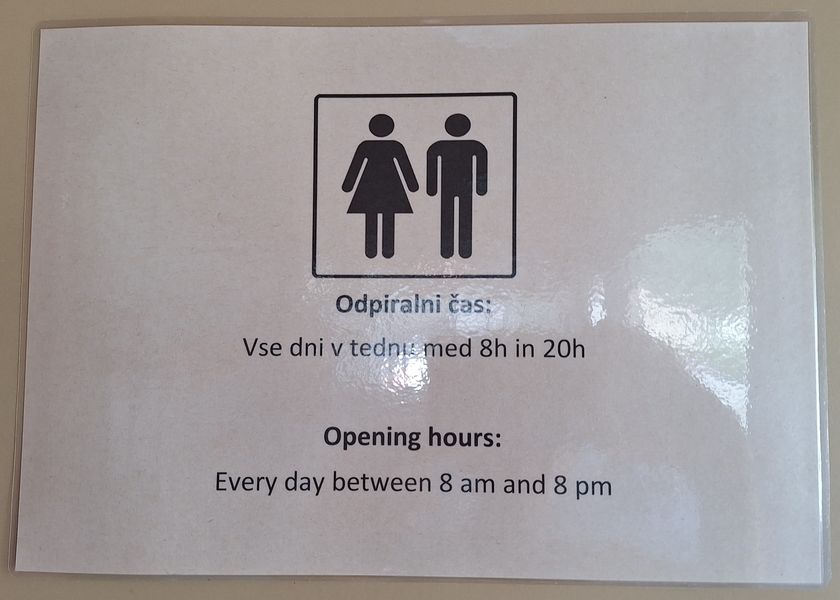 Odpiralni čas:
Vse dni v tednu med 8h in 20h
Opening hours:
Every day between 8 am and 8 pm